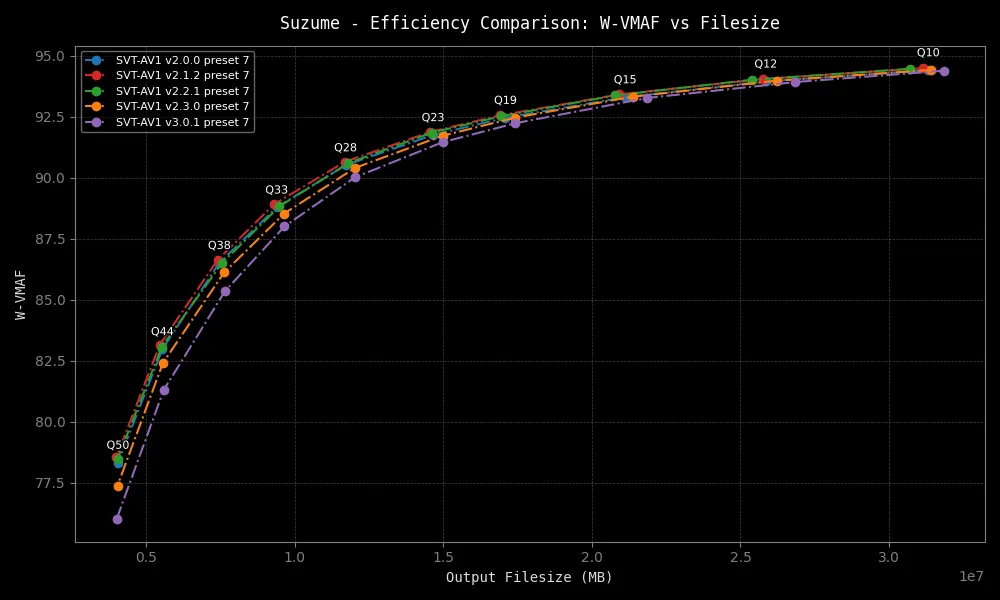 Suzume - Efficiency Comparison: W-VMAF vs Filesize
SVT-AV1 v2.0.0 preset 7
SVT-AV1 v2.1.2 preset 7
SVT-AV1 v2.2.1 preset 7
SVT-AV1 v2.3.0 preset 7
SVT-AV1 v3.0.1 preset 7
95.0
92.5
90.0
87.5
85.0
82.5
80.0
77.5
W-VMAF
Q10
Q12
Q15
Q19
Q23
Q28
Q33
Q38
Q44
Q50
0.5 1.0 1.5 2.0 2.5 3.0
1e7
Output Filesize (MB)